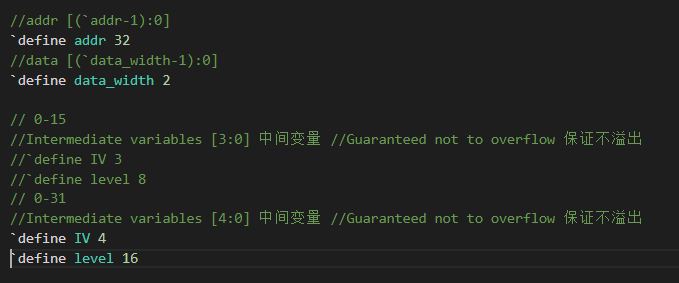 //addr [(`addr-1):0]
`define addr 32
//data [(`data_width-1):0]
`define data_width 2
// 0-15
//Intermediate variables [3:0] 中间变量 //Guaranteed not to overflow 保证不溢出
//`define IV 3
//`define level 8
// 0-31
//Intermediate variables [4:0] 中间变量 //Guaranteed not to overflow 保证不溢出
`define IV 4
`define level 16